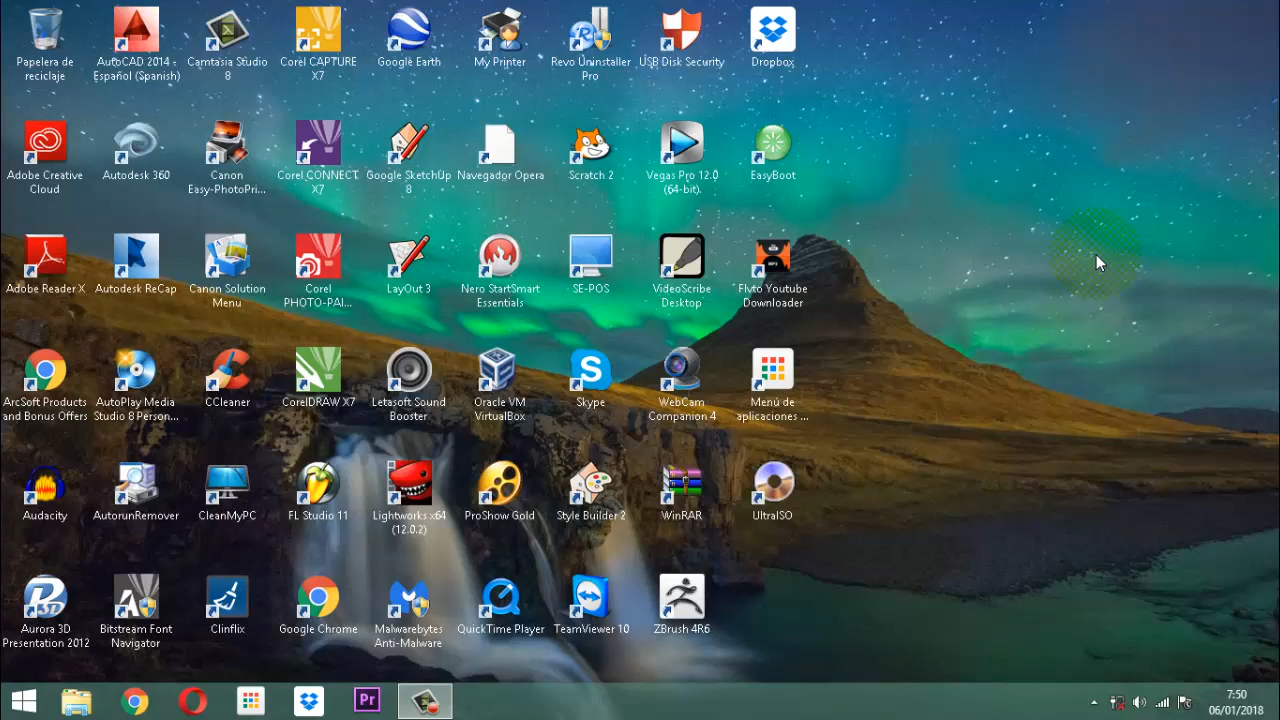 Papelera de
reciclaje
AutoCAD 2014 -
Español (Spanish)
Camtasia Studio
8
Corel CAPTURE
X7
Google Earth
My Printer
Revo Uninstaller
Pro
USB Disk Security
Dropbox
Adobe Creative
Cloud
Autodesk 360
Canon
Easy-PhotoPri...
Corel CONNECT
X7
Google SketchUp
8
Navegador Opera
Scratch 2
Vegas Pro 12.0
(64-bit)
EasyBoot
Adobe Reader X
Autodesk ReCap
Canon Solution
Menu
Corel
PHOTO-PAI...
LayOut 3
Nero StartSmart
Essentials
SE-POS
VideoScribe
Desktop
Flvto Youtube
Downloader
ArcSoft Products
and Bonus Offers
AutoPlay Media
Studio 8 Person...
CCleaner
CorelDRAW X7
Letasoft Sound
Booster
Oracle VM
VirtualBox
Skype
WebCam
Companion 4
Menú de
aplicaciones ...
Audacity
AutorunRemover
CleanMyPC
FL Studio 11
Lightworks x64
(12.0.2)
ProShow Gold
Style Builder 2
WinRAR
UltraISO
Aurora 3D
Presentation 2012
Bitstream Font
Navigator
Clinflix
Google Chrome
Malwarebytes
Anti-Malware
QuickTime Player
TeamViewer 10
ZBrush 4R6
Pr
7:50
06/01/2018